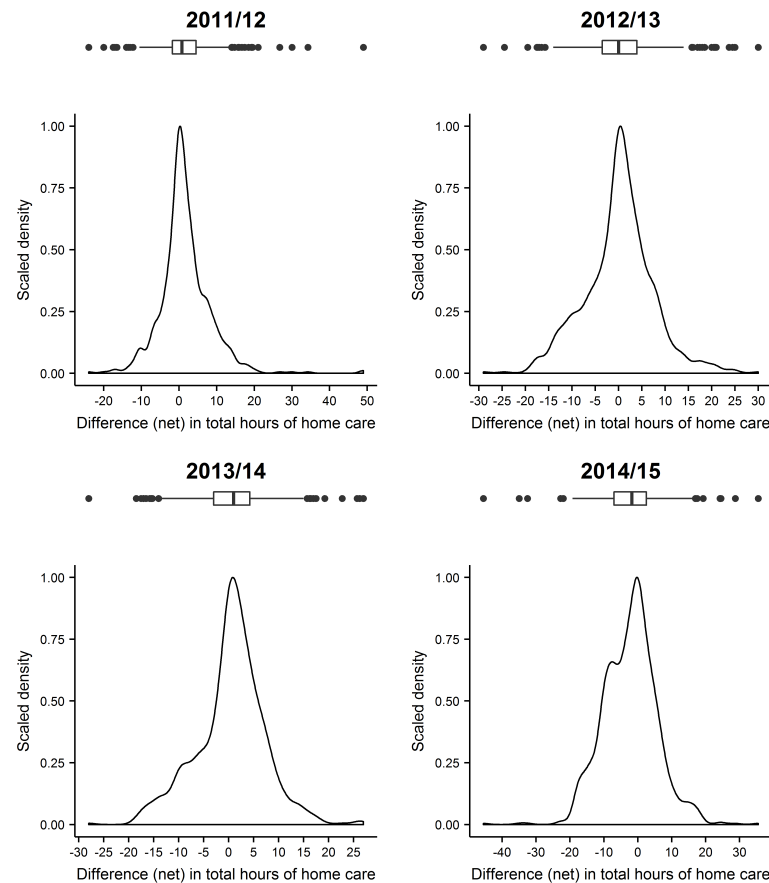 2011/12
2012/13
1.00
0.75
0.50
0.25
0.00
Scaled density
-20 -10 0 10 20 30 40 50
Difference (net) in total hours of home care
1.00
0.75
0.50
0.25
0.00
Scaled density
-30 -25 -20 -15 -10 -5 0 5 10 15 20 25 30
Difference (net) in total hours of home care
2013/14
2014/15
1.00
0.75
0.50
0.25
0.00
Scaled density
-30 -25 -20 -15 -10 -5 0 5 10 15 20 25
Difference (net) in total hours of home care
1.00
0.75
0.50
0.25
0.00
Scaled density
-40 -30 -20 -10 0 10 20 30
Difference (net) in total hours of home care